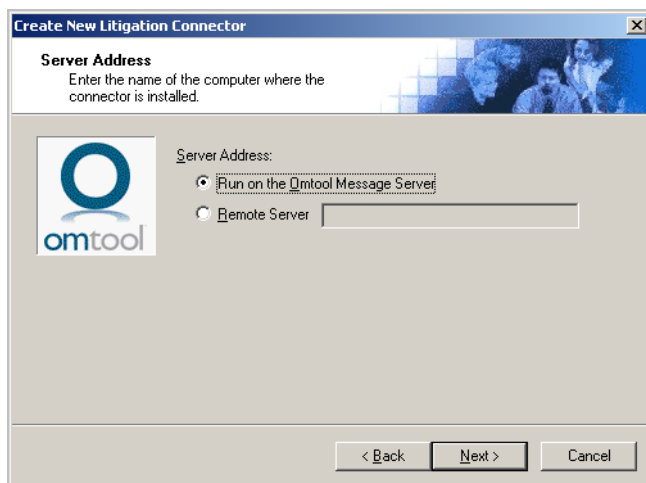 Create New Litigation Connector
Server Address
Enter the name of the computer where the
connector is installed.
Server Address:
Run on the Omtool Message Server
Remote Server
omtool
< Back
Next >
Cancel